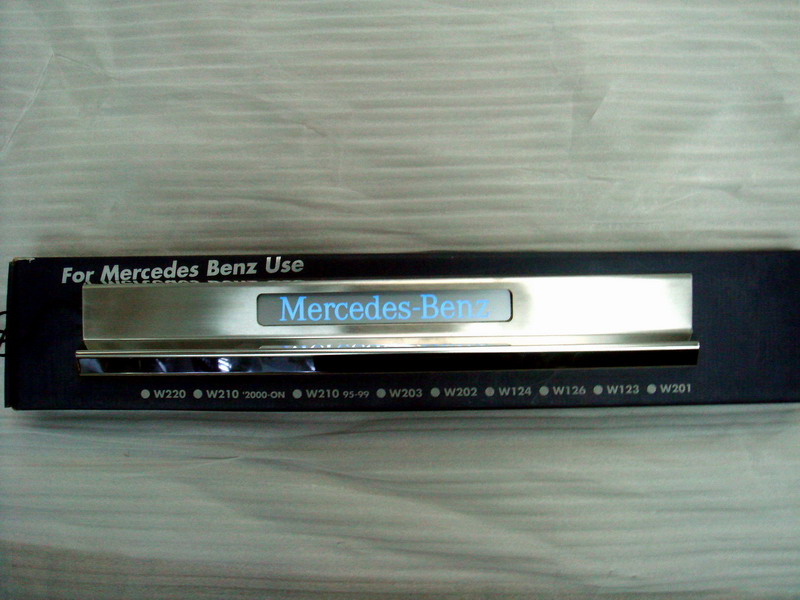 For Mercedes Benz Use
Mercedes-Benz
W220 W210 '2000-ON W210 95-99 W203 W202 W124 W126 W123 W201